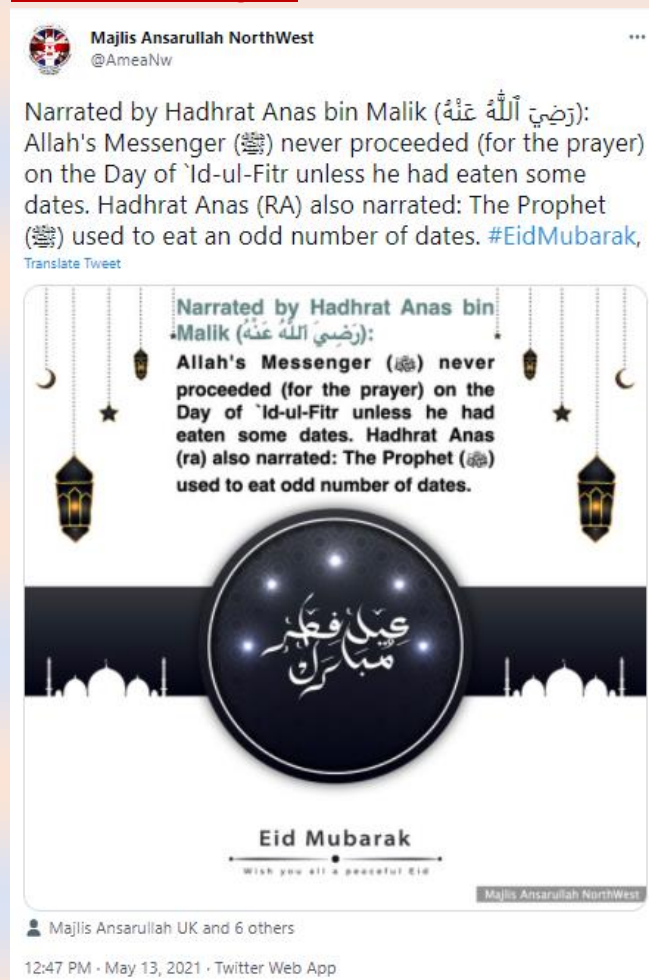 Majlis Ansarullah NorthWest
@AmeaNw
Narrated by Hadhrat Anas bin Malik (رَضِيَ ٱللَّٰهُ عَنْهُ):
Allah's Messenger (ﷺ) never proceeded (for the prayer)
on the Day of `Id-ul-Fitr unless he had eaten some
dates. Hadhrat Anas (RA) also narrated: The Prophet
(ﷺ) used to eat an odd number of dates. #EidMubarak,
Translate Tweet
Narrated by Hadhrat Anas bin
Malik (رَضِيَ ٱللَّٰهُ عَنْهُ):
Allah's Messenger (ﷺ) never
proceeded (for the prayer) on the
Day of `Id-ul-Fitr unless he had
eaten some dates. Hadhrat Anas
(ra) also narrated: The Prophet (ﷺ)
used to eat odd number of dates.
عيد فطر
مبارك
Eid Mubarak
Wish you all a peaceful Eid
Majlis Ansarullah NorthWest
Majlis Ansarullah UK and 6 others
12:47 PM · May 13, 2021 · Twitter Web App